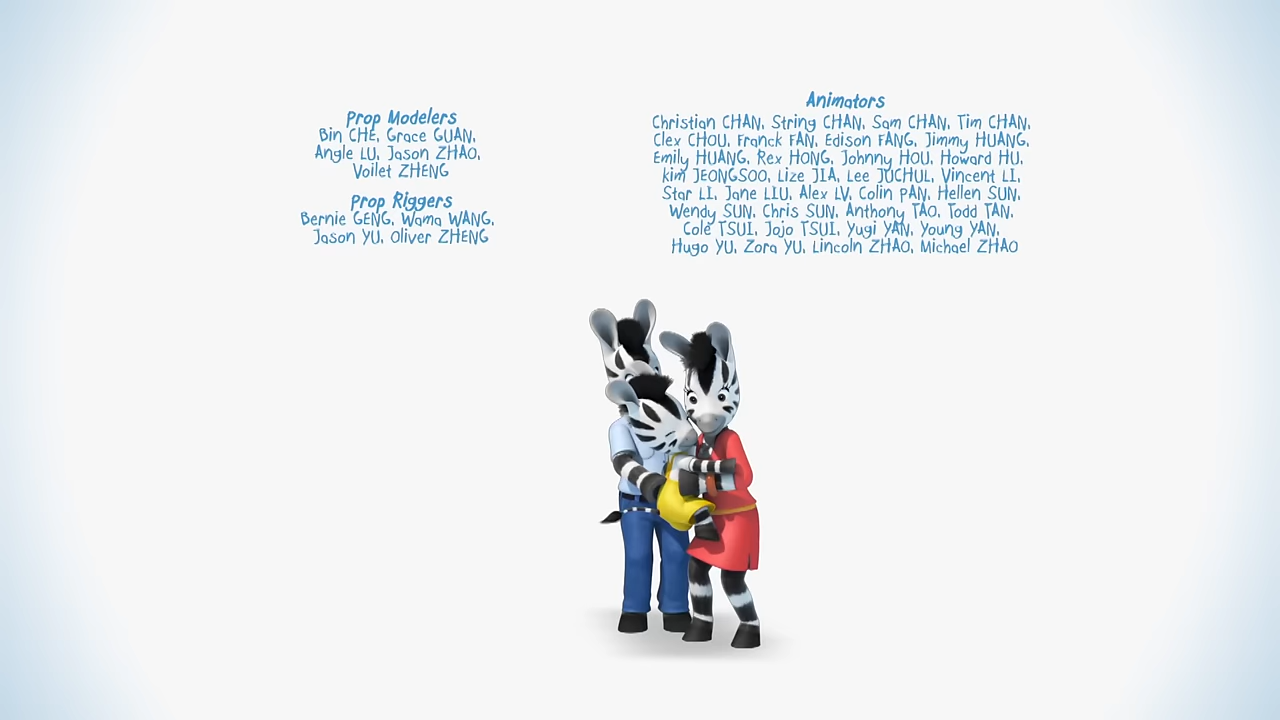 Prop Modelers
Bin CHE, Grace GUAN,
Angle LU, Jason ZHAO,
Voilet ZHENG
Prop Riggers
Bernie GENG, Wama WANG,
Jason YU, Oliver ZHENG
Animators
Christian CHAN, String CHAN, Sam CHAN, Tim CHAN,
Clex CHOU, Franck FAN, Edison FANG, Jimmy HUANG,
Emily HUANG, Rex HONG, Johnny HOU, Howard HU,
kim JEONGSOO, Lize JIA, Lee JUCHUL, Vincent LI,
Star LI, Jane LIU, Alex LV, Colin PAN, Hellen SUN,
Wendy SUN, Chris SUN, Anthony TAO, Todd TAN,
Cole TSUI, Jojo TSUI, Yugi YAN, Young YAN,
Hugo YU, Zora YU, Lincoln ZHAO, Michael ZHAO